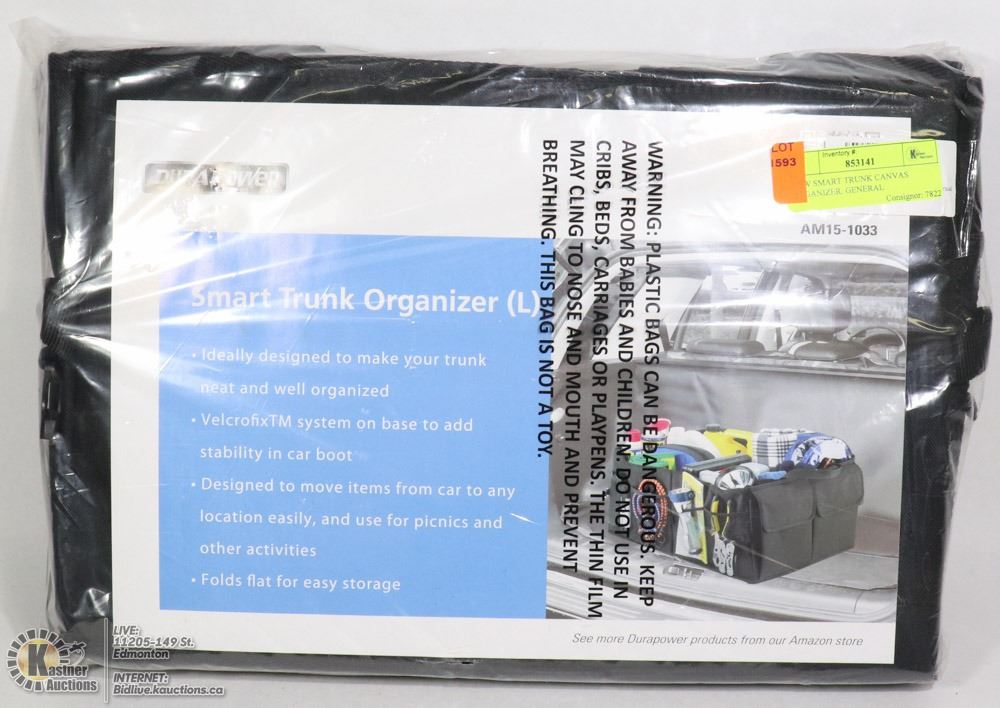 DURAPOWER
LOT
1593
Inventory #:
853141
SMART TRUNK CANVAS
GENERAL
Consignor: 7822
AM15-1033
Smart Trunk Organizer (L)
• Ideally designed to make your trunk
neat and well organized
• VelcrofixTM system on base to add
stability in car boot
• Designed to move items from car to any
location easily, and use for picnics and
other activities
• Folds flat for easy storage
WARNING: PLASTIC BAGS CAN BE DANGEROUS. KEEP
AWAY FROM BABIES AND CHILDREN. DO NOT USE IN
CRIBS, BEDS, CARRIAGES OR PLAYPENS. THE THIN FILM
MAY CLING TO NOSE AND MOUTH AND PREVENT
BREATHING. THIS BAG IS NOT A TOY.
See more Durapower products from our Amazon store
Kastner
Auctions
LIVE:
11205-149 St.
Edmonton
INTERNET:
Bidlive.kauctions.ca